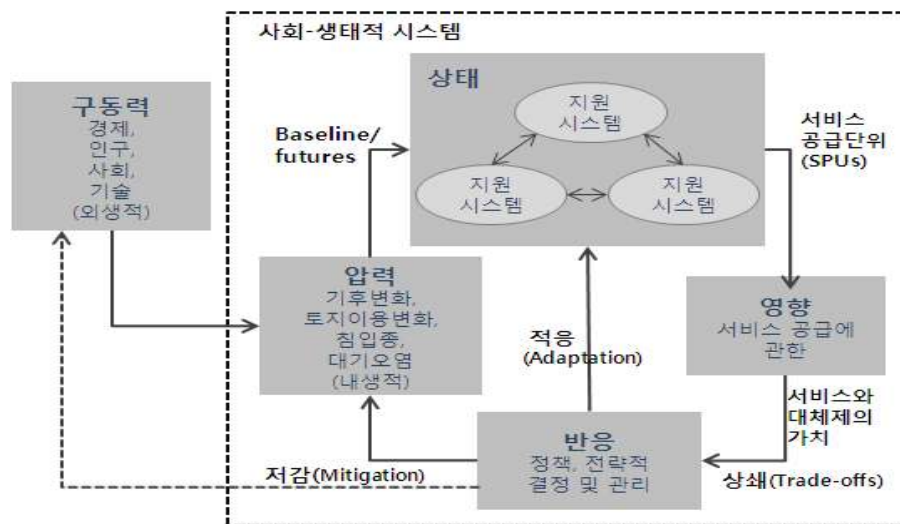 사회-생태적 시스템
구동력
경제,
인구,
사회,
기술
(외생적)
Baseline/
futures
상태
지원
시스템
지원
시스템
지원
시스템
서비스
공급단위
(SPUs)
압력
기후변화,
토지이용변화,
침입종,
대기오염
(내생적)
적응
(Adaptation)
영향
서비스 공급에
관한
서비스와
대체제의
가치
반응
정책, 전략적
결정 및 관리
저감(Mitigation)
상쇄(Trade-offs)